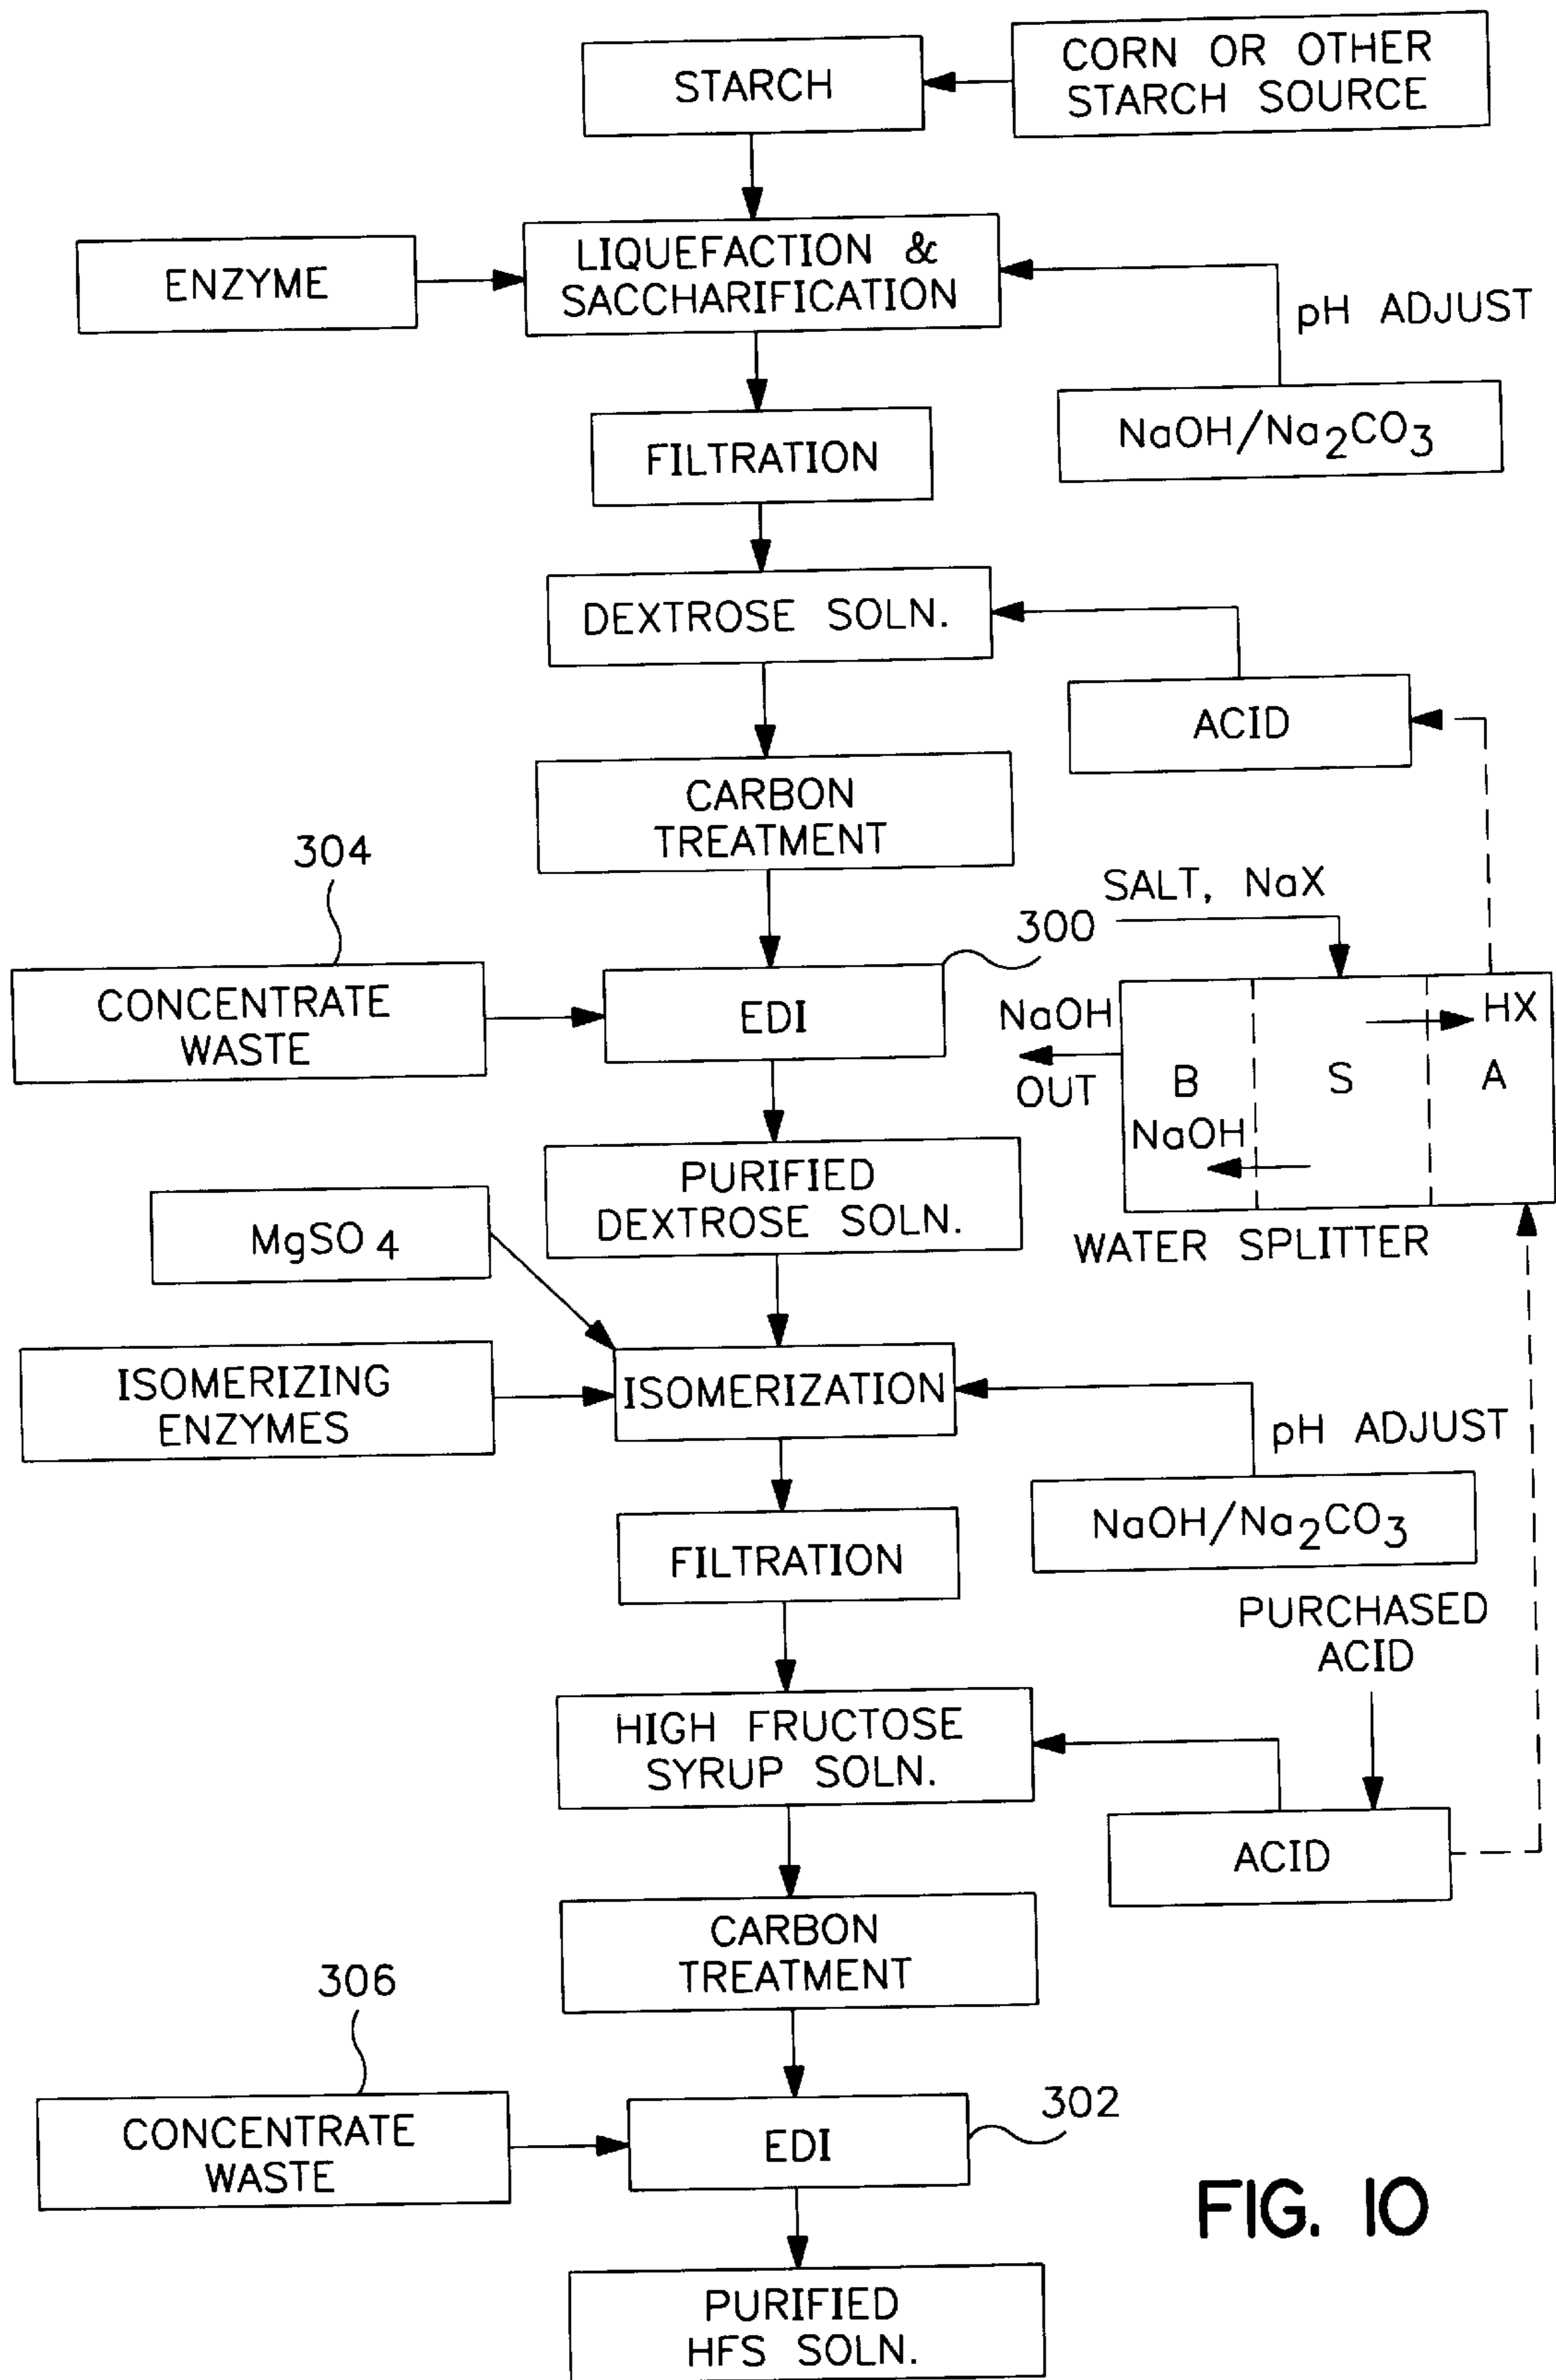 STARCH
CORN OR OTHER
STARCH SOURCE
ENZYME
LIQUEFACTION &
SACCHARIFICATION
pH ADJUST
NaOH/Na2CO3
FILTRATION
DEXTROSE SOLN.
ACID
CARBON
TREATMENT
304
SALT, NaX
300
CONCENTRATE
WASTE
EDI
NaOH
OUT
HX
B
S
A
NaOH
WATER SPLITTER
PURIFIED
DEXTROSE SOLN.
MgSO4
ISOMERIZING
ENZYMES
ISOMERIZATION
pH ADJUST
NaOH/Na2CO3
FILTRATION
PURCHASED
ACID
HIGH FRUCTOSE
SYRUP SOLN.
ACID
CARBON
TREATMENT
306
CONCENTRATE
WASTE
EDI
302
PURIFIED
HFS SOLN.
FIG. 10